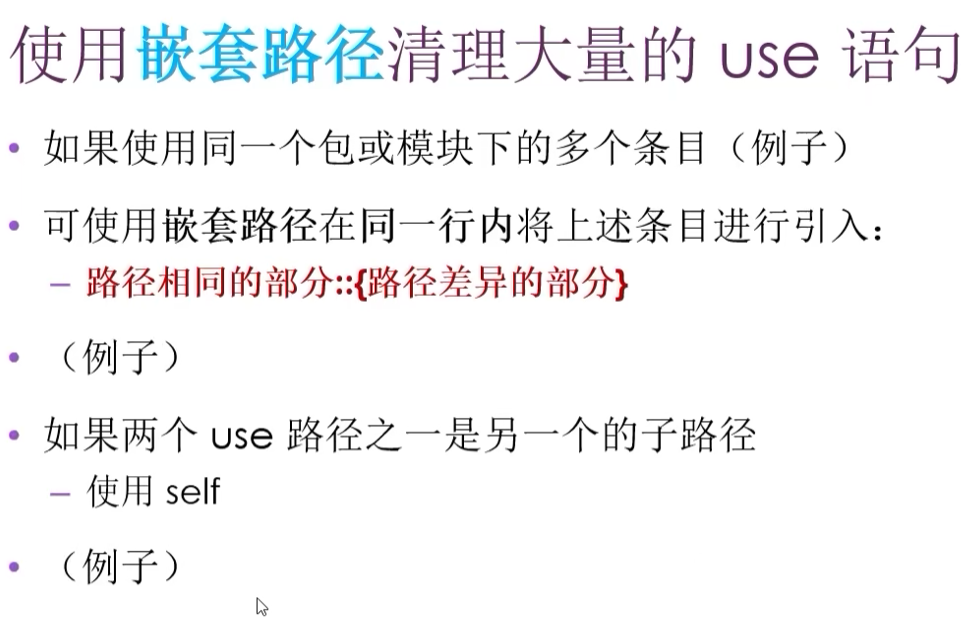 使用嵌套路径清理大量的 use 语句
• 如果使用同一个包或模块下的多个条目（例子）
• 可使用嵌套路径在同一行内将上述条目进行引入：
– 路径相同的部分::{路径差异的部分}
• （例子）
• 如果两个 use 路径之一是另一个的子路径
– 使用 self
• （例子）